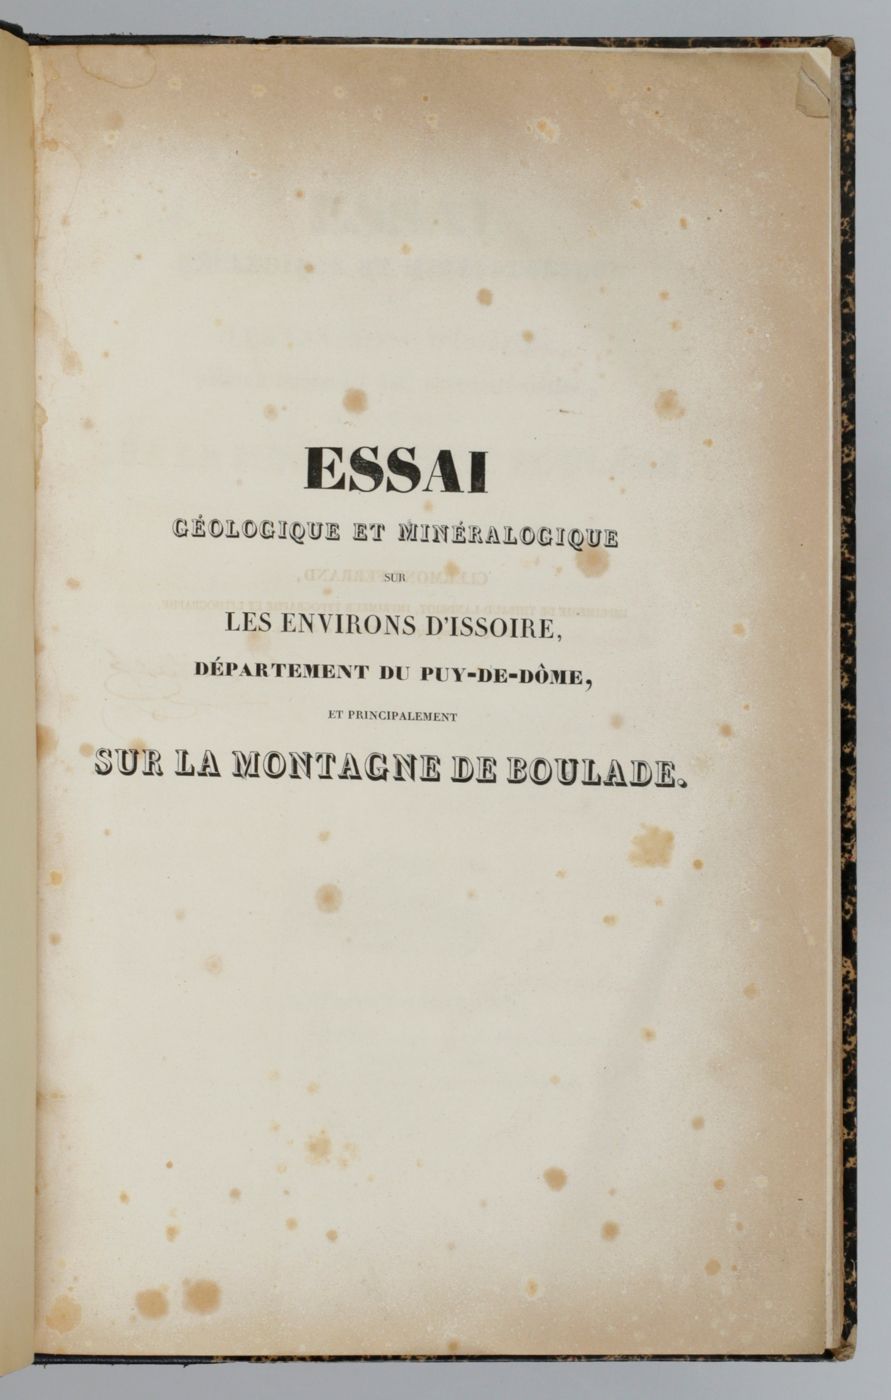 ESSAI
GÉOLOGIQUE ET MINÉRALOGIQUE
SUR
LES ENVIRONS D'ISSOIRE,
DÉPARTEMENT DU PUY-DE-DÔME,
ET PRINCIPALEMENT
SUR LA MONTAGNE DE BOULADE.